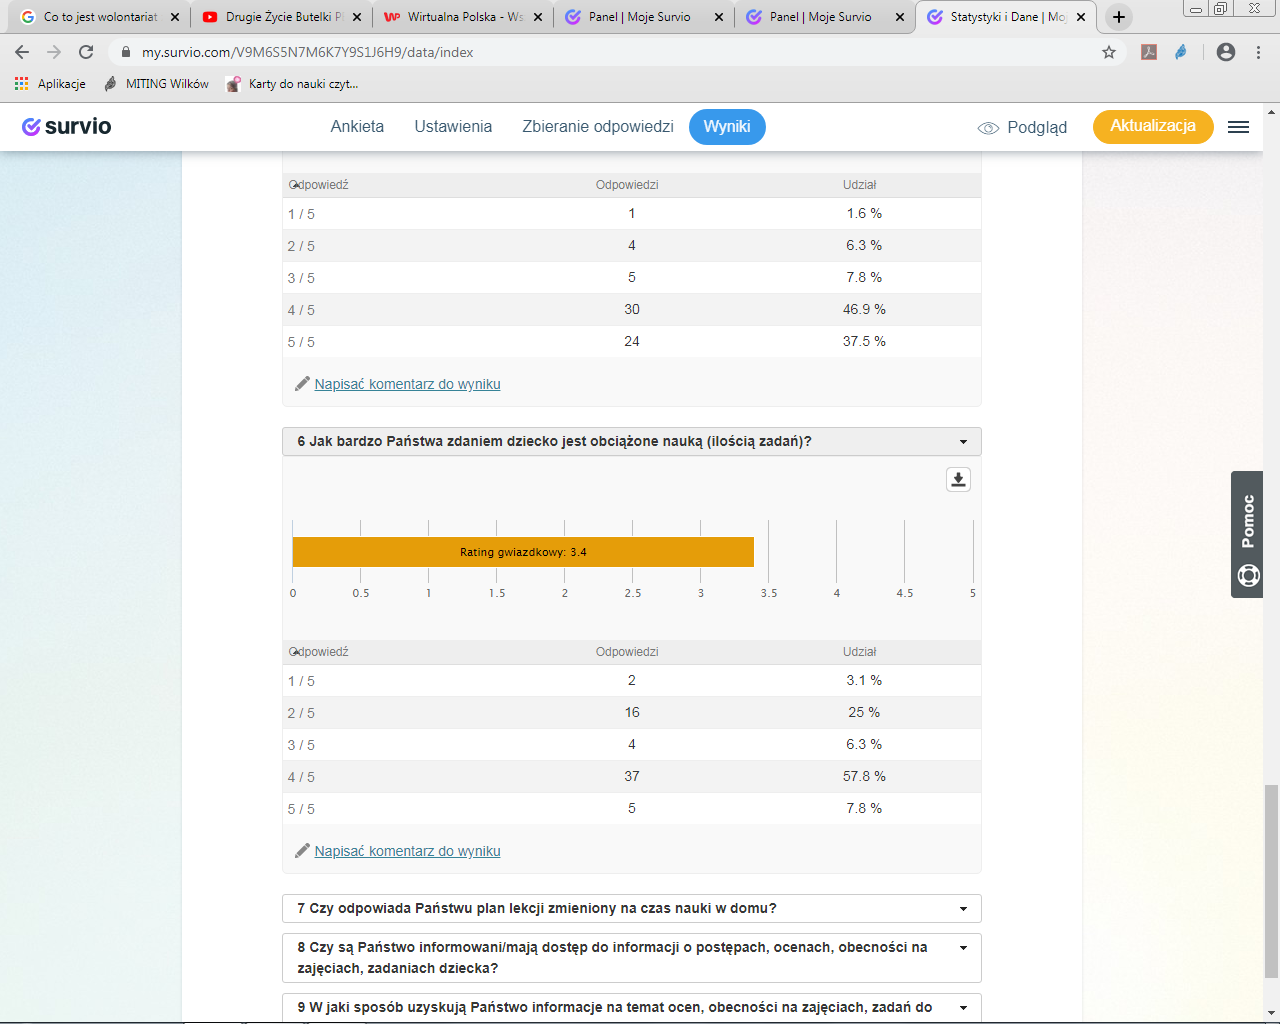 Co to jest wolontariat
Drugie Życie Butelki Pl
Wirtualna Polska - Ws
Panel | Moje Survio
Panel | Moje Survio
Statystyki i Dane | Moj
my.survio.com/V9M6S5N7M6K7Y9S1J6H9/data/index
Aplikacje
MITING Wilków
Karty do nauki czyt...
survio
Ankieta
Ustawienia
Zbieranie odpowiedzi
Wyniki
Podgląd
Aktualizacja
Odpowiedź Odpowiedzi Udział
1 / 5 1 1.6 %
2 / 5 4 6.3 %
3 / 5 5 7.8 %
4 / 5 30 46.9 %
5 / 5 24 37.5 %
Napisać komentarz do wyniku
6 Jak bardzo Państwa zdaniem dziecko jest obciążone nauką (ilością zadań)?
Rating gwiazdkowy: 3.4
0 0.5 1 1.5 2 2.5 3 3.5 4 4.5 5
Pomoc
Odpowiedź Odpowiedzi Udział
1 / 5 2 3.1 %
2 / 5 16 25 %
3 / 5 4 6.3 %
4 / 5 37 57.8 %
5 / 5 5 7.8 %
Napisać komentarz do wyniku
7 Czy odpowiada Państwu plan lekcji zmieniony na czas nauki w domu?
8 Czy są Państwo informowani/mają dostęp do informacji o postępach, ocenach, obecności na
zajęciach, zadaniach dziecka?
9 W jaki sposób uzyskują Państwo informacje na temat ocen, obecności na zajęciach, zadań do